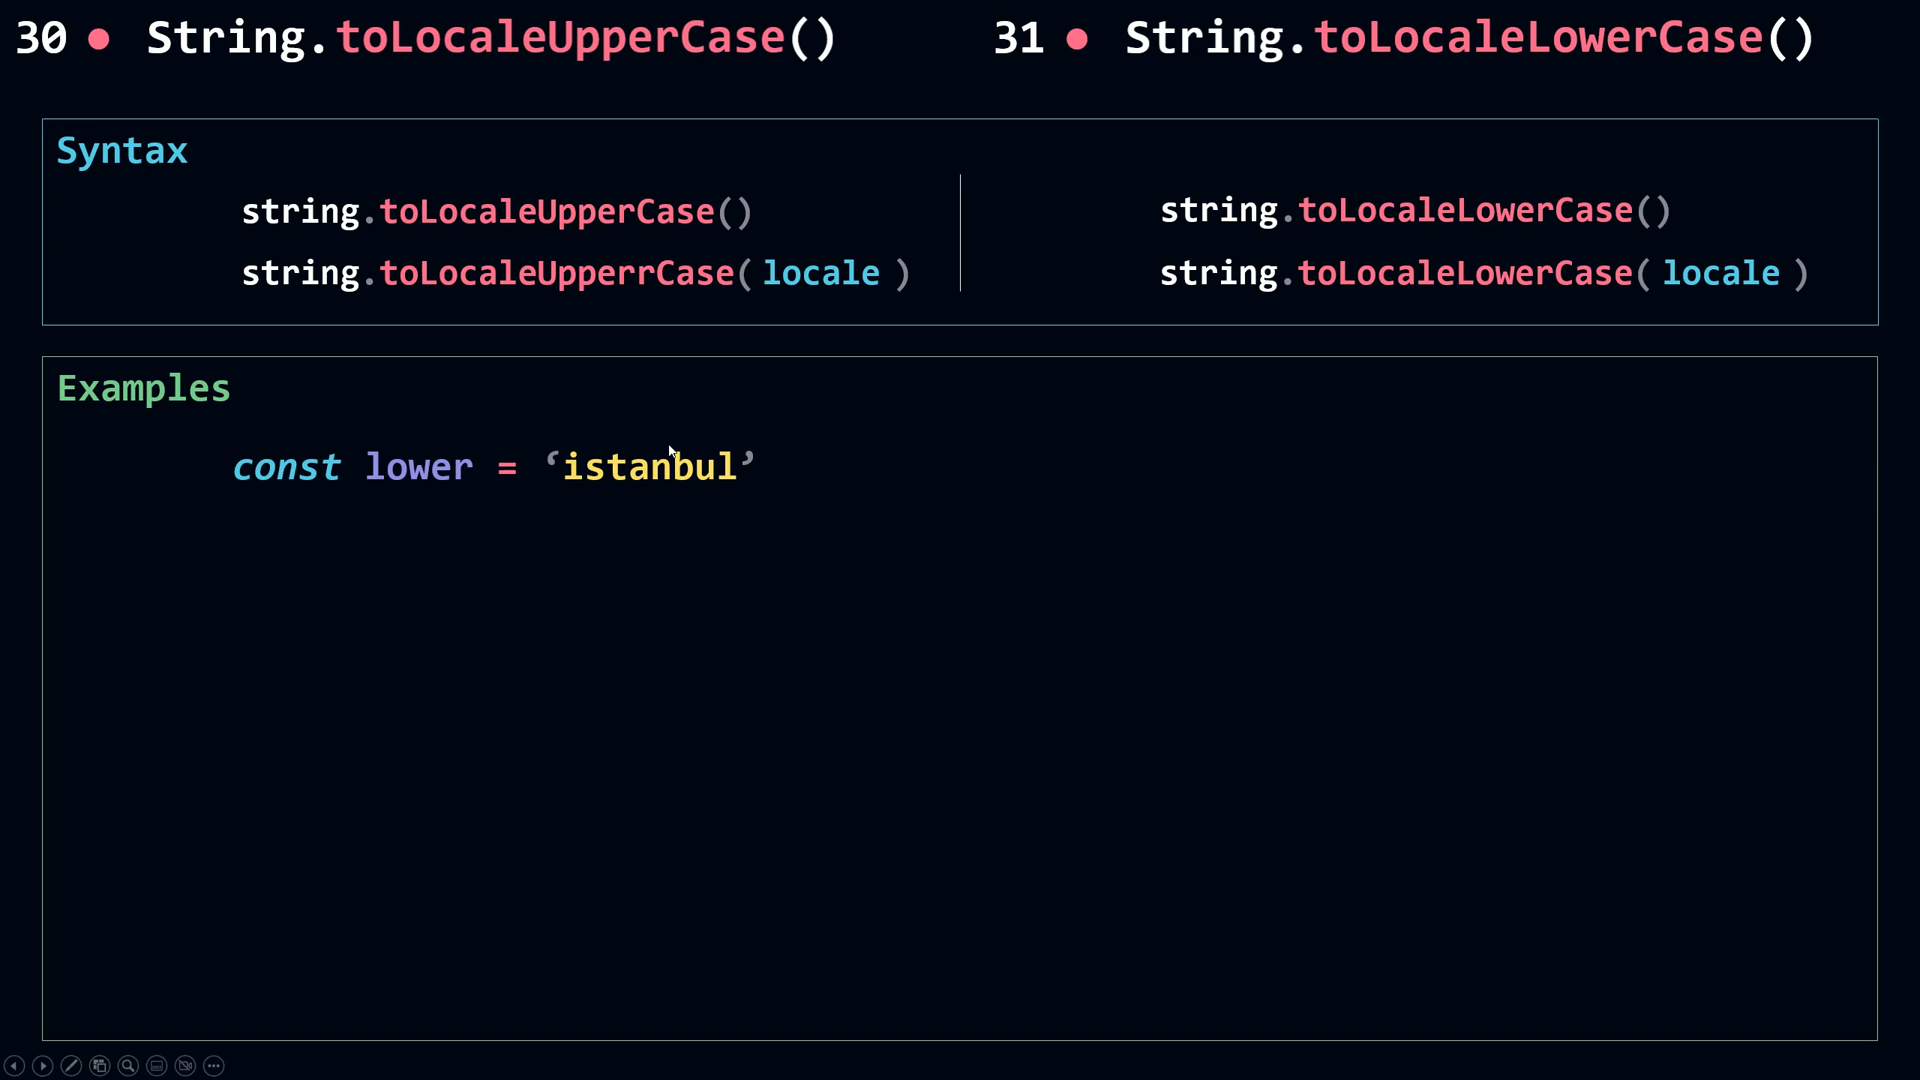 30 ● String.toLocaleUpperCase()
31 ● String.toLocaleLowerCase()
Syntax
string.toLocaleUpperCase()
string.toLocaleUpperrCase( locale )
string.toLocaleLowerCase()
string.toLocaleLowerCase( locale )
Examples
const lower = ‘istanbul’